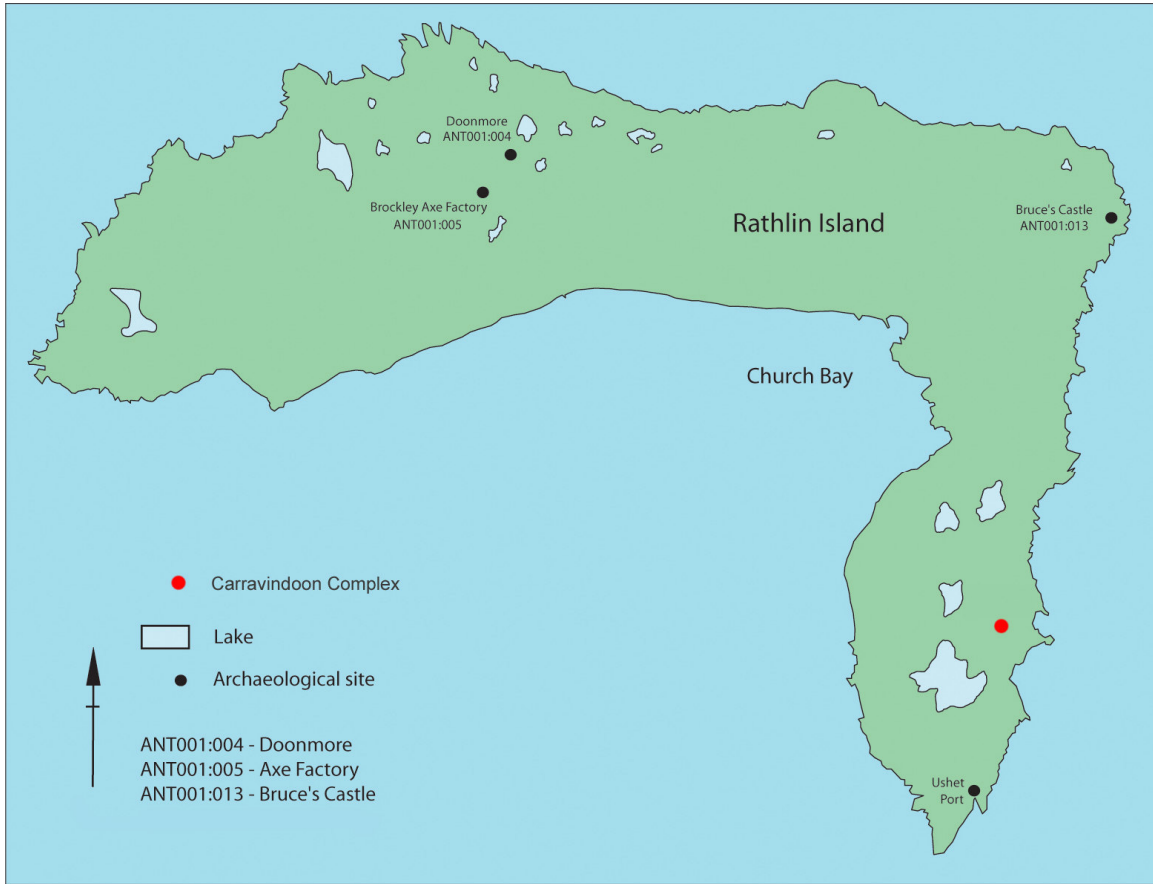 Doonmore
ANT001:004
Brockley Axe Factory
ANT001:005
Rathlin Island
Bruce's Castle
ANT001:013
Church Bay
Carravindoon Complex
Lake
Archaeological site
ANT001:004 - Doonmore
ANT001:005 - Axe Factory
ANT001:013 - Bruce's Castle
Ushet
Port